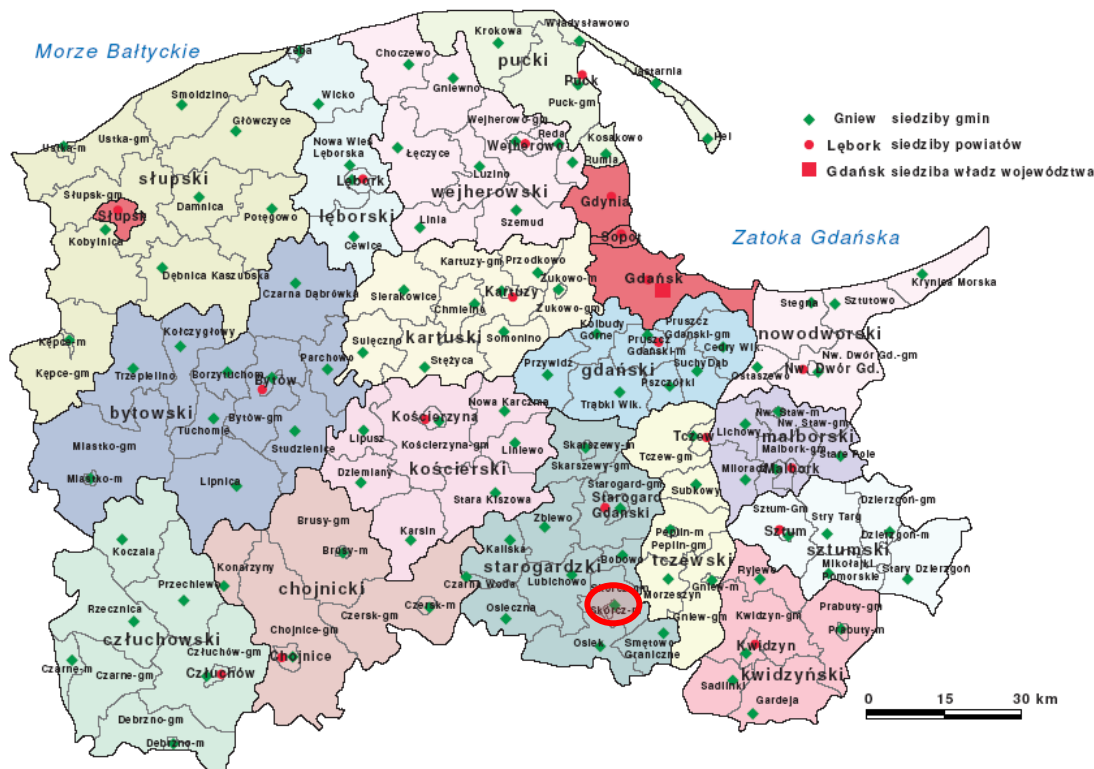 Morze Bałtyckie
Zatoka Gdańska
Gniew siedziby gmin
Lębork siedziby powiatów
Gdańsk siedziba władz województwa
Władysławowo
Krokowa
pucki
Puck
Puck-gm
Jastarnia
Hel
Kosakowo
Łeba
Choczewo
Gniewno
Wicko
Wejherowo-gm
Reda
Wejherowo
Rumia
Łęczyce
Luzino
wejherowski
Linia
Szemud
Smołdzino
Ustka-gm
Główczyce
Ustka-m
słupski
Słupsk-gm
Słupsk
Damnica
Potęgowo
Kobylnica
Dębnica Kaszubska
Kępcs-m
Kępce-gm
Nowa Wieś
Lęborska
Lębork
lęborski
Cewice
Gdynia
Sopot
Gdańsk
Kartuzy-gm
Przodkowo
Sierakowice
Kartuzy
Żukowo-m
Chmielno
Żukowo-gm
Sulęczno
kartuski
Somonino
Stężyca
Czarna Dąbrówka
Kołczygłowy
Parchowo
Trzebielino
Borzytuchom
Bytów
bytowski
Tuchomie
Bytów-gm
Miastko-gm
Studzienice
Miastko-m
Lipnica
Kolbudy
Górne
Pruszcz
Gdański-gm
Pruszcz
Gdański-m
Cedry Wlk.
Przywidz
gdański
Suchy Dąb
Pszczółki
Trąbki Wlk.
Krynica Morska
Stegna
Sztutowo
nowodworski
Nw. Dwór Gd.-gm
Ostaszewo
Nw. Dwór Gd.
Nowa Karczma
Kościerzyna
Lipusz
Kościerzyna-gm
Liniewo
Dziemiany
kościerski
Stara Kiszowa
Karsin
Skarszewy-m
Skarszewy-gm
Starogard-gm
Starogard
Gdański
Zblewo
Kaliska
Bobowo
starogardzki
Czarna Woda
Lubichowo
Skórcz-gm
Osieczna
Skórcz-m
Osiek
Smętowo
Graniczne
Tczew
Tczew-gm
Subkowy
Peplin-m
Peplin-gm
tczewski
Gniew-m
Morzeszyn
Gniew-gm
Nw. Staw-m
Nw. Staw-gm
Lichowy
malborski
Malbork-gm
Stare Pole
Miloradz
Malbork
Sztum-Gm
Dzierzgoń-gm
Sztum
Stry Targ
Dzierzgoń-m
sztumski
Mikołajki
Pomorskie
Stary Dzierzgoń
Ryjewo
Prabuty-gm
Kwidzyn-gm
Prabuty-m
Kwidzyn
kwidzyński
Sadlinki
Gardeja
Brusy-gm
Brusy-m
Konarzyny
chojnicki
Czersk-m
Czersk-gm
Chojnice-gm
Chojnice
Koczała
Przechlewo
Rzecznica
człuchowski
Człuchów-gm
Czarne-m
Człuchów
Czarne-gm
Debrzno-gm
Debrzno-m
0 15 30 km